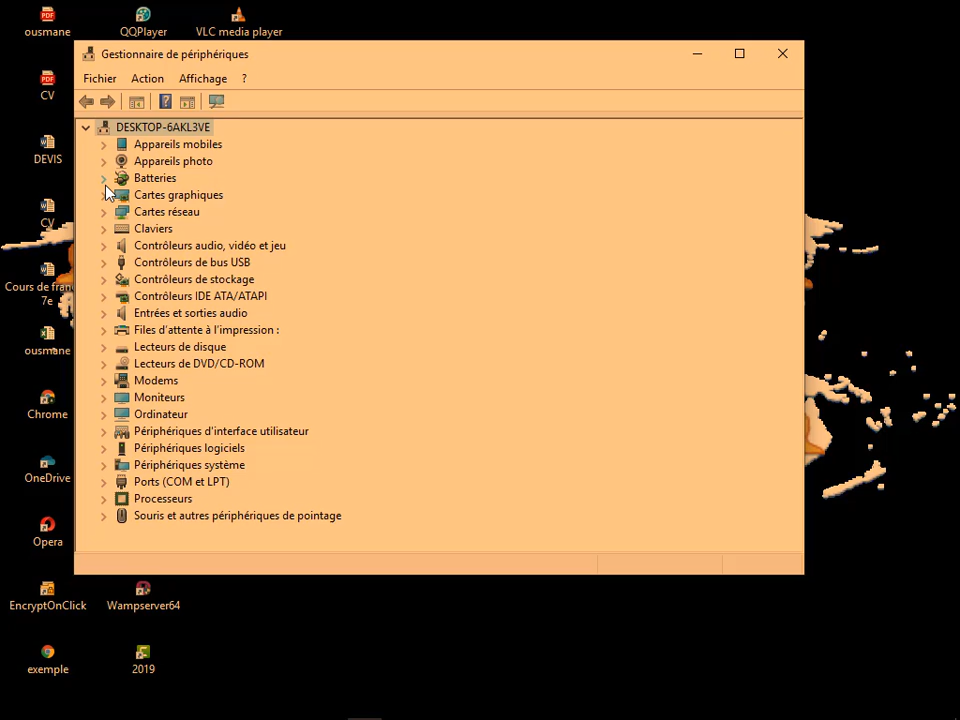 ousmane
QQPlayer
VLC media player
Gestionnaire de périphériques
Fichier
Action
Affichage
?
DESKTOP-6AKL3VE
Appareils mobiles
Appareils photo
Batteries
Cartes graphiques
Cartes réseau
Claviers
Contrôleurs audio, vidéo et jeu
Contrôleurs de bus USB
Contrôleurs de stockage
Contrôleurs IDE ATA/ATAPI
Entrées et sorties audio
Files d'attente à l'impression :
Lecteurs de disque
Lecteurs de DVD/CD-ROM
Modems
Moniteurs
Ordinateur
Périphériques d'interface utilisateur
Périphériques logiciels
Périphériques système
Ports (COM et LPT)
Processeurs
Souris et autres périphériques de pointage
CV
DEVIS
CV
Cours de fran
7e
ousmane
Chrome
OneDrive
Opera
EncryptOnClick
Wampserver64
exemple
2019